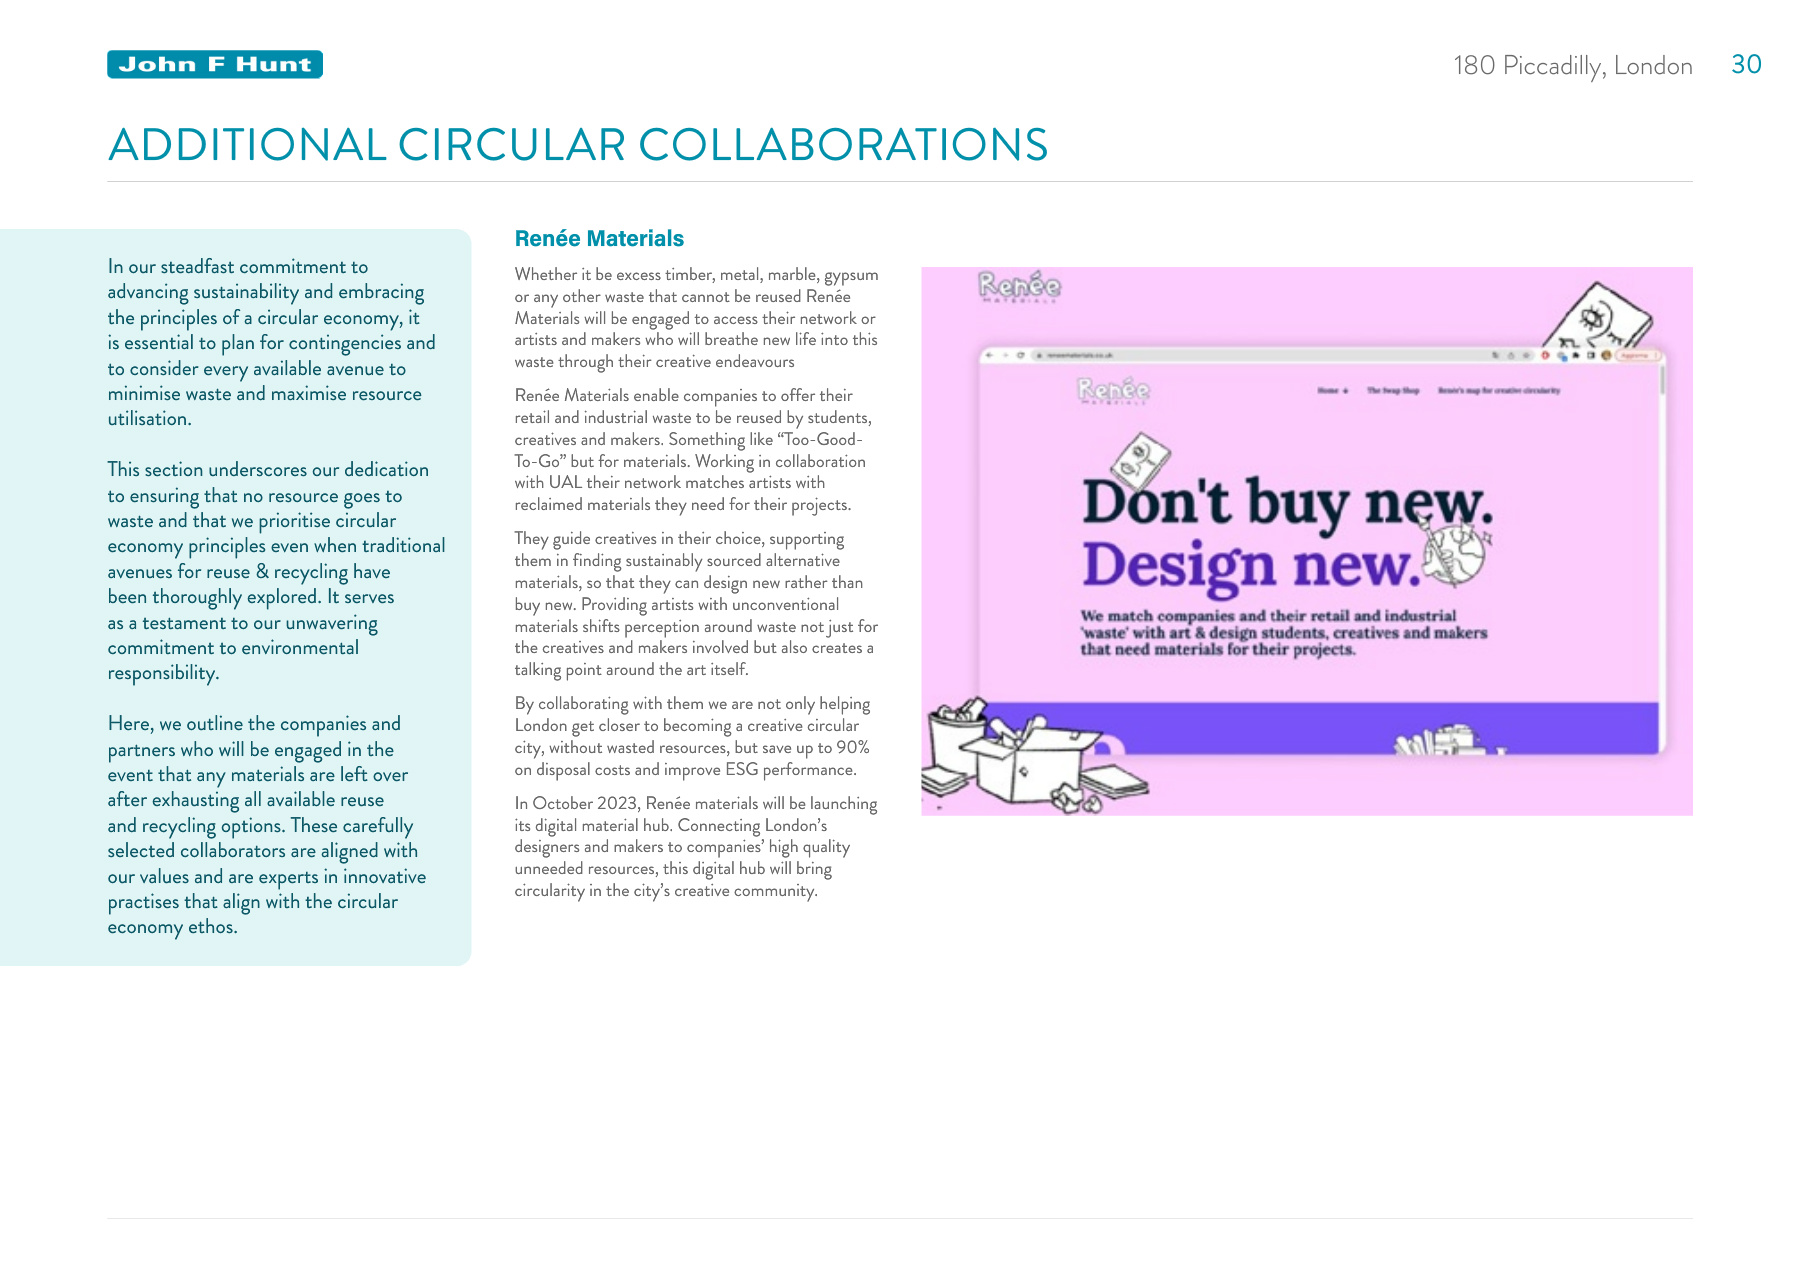 John F Hunt
180 Piccadilly, London 30
ADDITIONAL CIRCULAR COLLABORATIONS
In our steadfast commitment to
advancing sustainability and embracing
the principles of a circular economy, it
is essential to plan for contingencies and
to consider every available avenue to
minimise waste and maximise resource
utilisation.
This section underscores our dedication
to ensuring that no resource goes to
waste and that we prioritise circular
economy principles even when traditional
avenues for reuse & recycling have
been thoroughly explored. It serves
as a testament to our unwavering
commitment to environmental
responsibility.
Here, we outline the companies and
partners who will be engaged in the
event that any materials are left over
after exhausting all available reuse
and recycling options. These carefully
selected collaborators are aligned with
our values and are experts in innovative
practises that align with the circular
economy ethos.
Renée Materials
Whether it be excess timber, metal, marble, gypsum
or any other waste that cannot be reused Renée
Materials will be engaged to access their network or
artists and makers who will breathe new life into this
waste through their creative endeavours
Renée Materials enable companies to offer their
retail and industrial waste to be reused by students,
creatives and makers. Something like “Too-Good-
To-Go” but for materials. Working in collaboration
with UAL their network matches artists with
reclaimed materials they need for their projects.
They guide creatives in their choice, supporting
them in finding sustainably sourced alternative
materials, so that they can design new rather than
buy new. Providing artists with unconventional
materials shifts perception around waste not just for
the creatives and makers involved but also creates a
talking point around the art itself.
By collaborating with them we are not only helping
London get closer to becoming a creative circular
city, without wasted resources, but save up to 90%
on disposal costs and improve ESG performance.
In October 2023, Renée materials will be launching
its digital material hub. Connecting London’s
designers and makers to companies’ high quality
unneeded resources, this digital hub will bring
circularity in the city’s creative community.
Renée
MATERIALS
reneematerials.co.uk
Aggiorna
Renée
MATERIALS
Home The Swap Shop Renée's map for creative circularity
Don't buy new.
Design new.
We match companies and their retail and industrial
'waste' with art & design students, creatives and makers
that need materials for their projects.